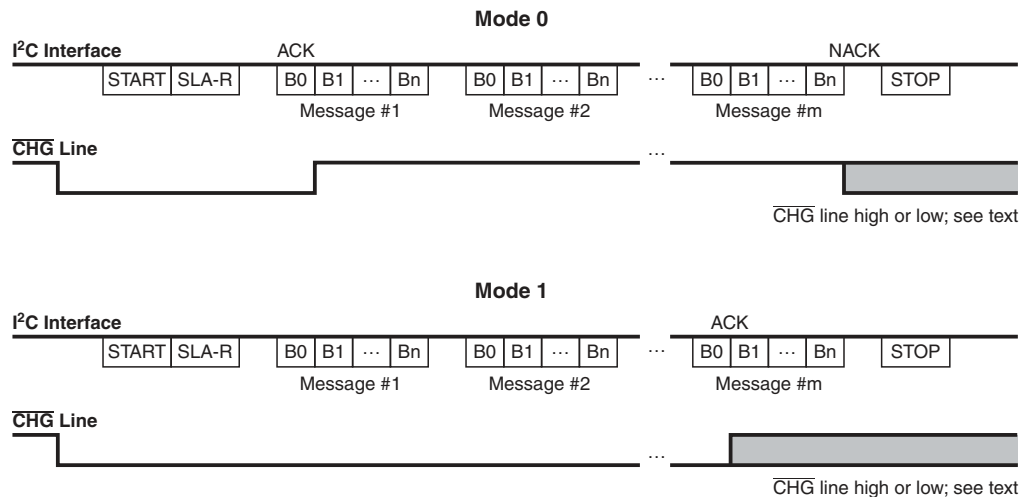 Mode 0
I²C Interface ACK NACK
START SLA-R B0 B1 ... Bn B0 B1 ... Bn ... B0 B1 ... Bn STOP
Message #1 Message #2 Message #m
CHG Line
...
CHG line high or low; see text
Mode 1
I²C Interface ACK
START SLA-R B0 B1 ... Bn B0 B1 ... Bn ... B0 B1 ... Bn STOP
Message #1 Message #2 Message #m
CHG Line
...
CHG line high or low; see text